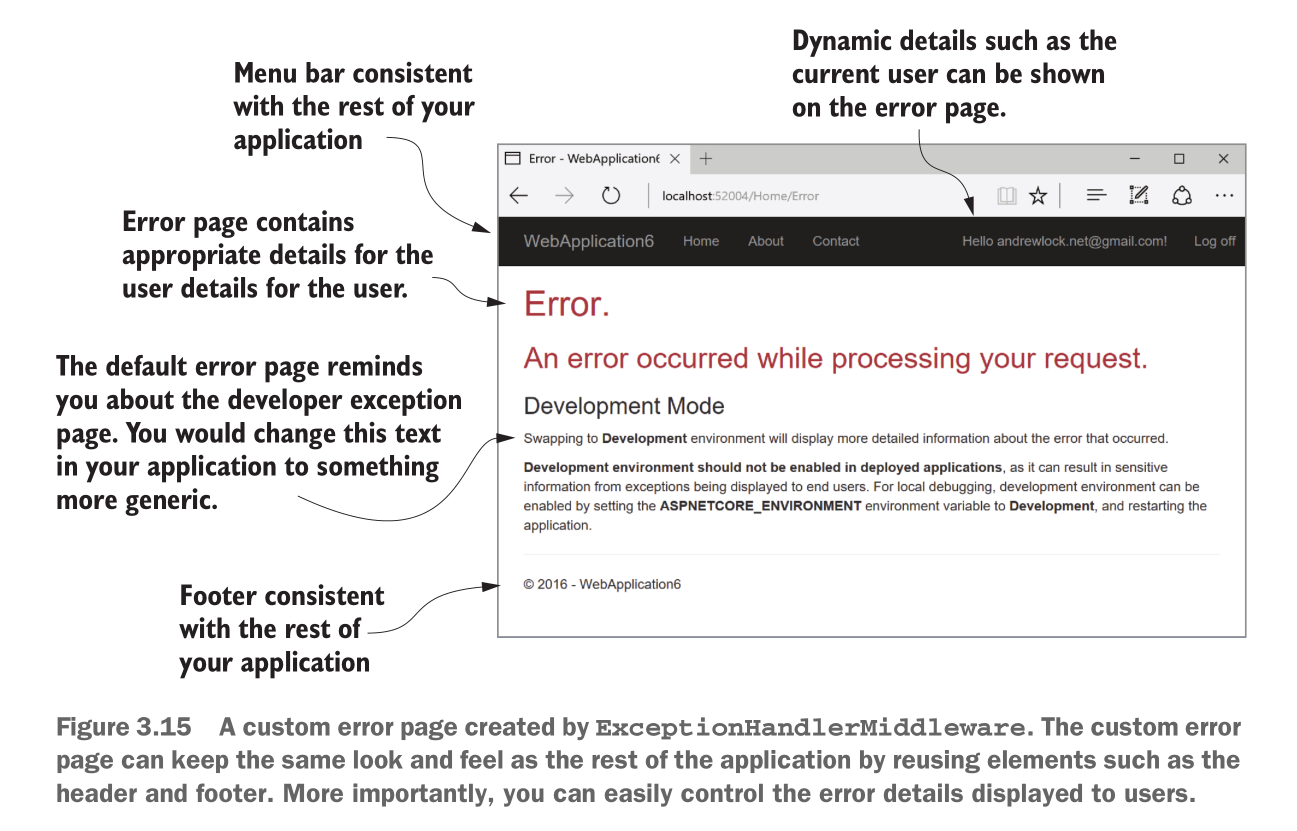 Dynamic details such as the
current user can be shown
on the error page.
Menu bar consistent
with the rest of your
application
Error page contains
appropriate details for the
user details for the user.
The default error page reminds
you about the developer exception
page. You would change this text
in your application to something
more generic.
Footer consistent
with the rest of
your application
Error - WebApplication6
localhost:52004/Home/Error
WebApplication6 Home About Contact Hello andrewlock.net@gmail.com! Log off
Error.
An error occurred while processing your request.
Development Mode
Swapping to Development environment will display more detailed information about the error that occurred.
Development environment should not be enabled in deployed applications, as it can result in sensitive
information from exceptions being displayed to end users. For local debugging, development environment can be
enabled by setting the ASPNETCORE_ENVIRONMENT environment variable to Development, and restarting the
application.
© 2016 - WebApplication6
Figure 3.15 A custom error page created by ExceptionHandlerMiddleware. The custom error
page can keep the same look and feel as the rest of the application by reusing elements such as the
header and footer. More importantly, you can easily control the error details displayed to users.